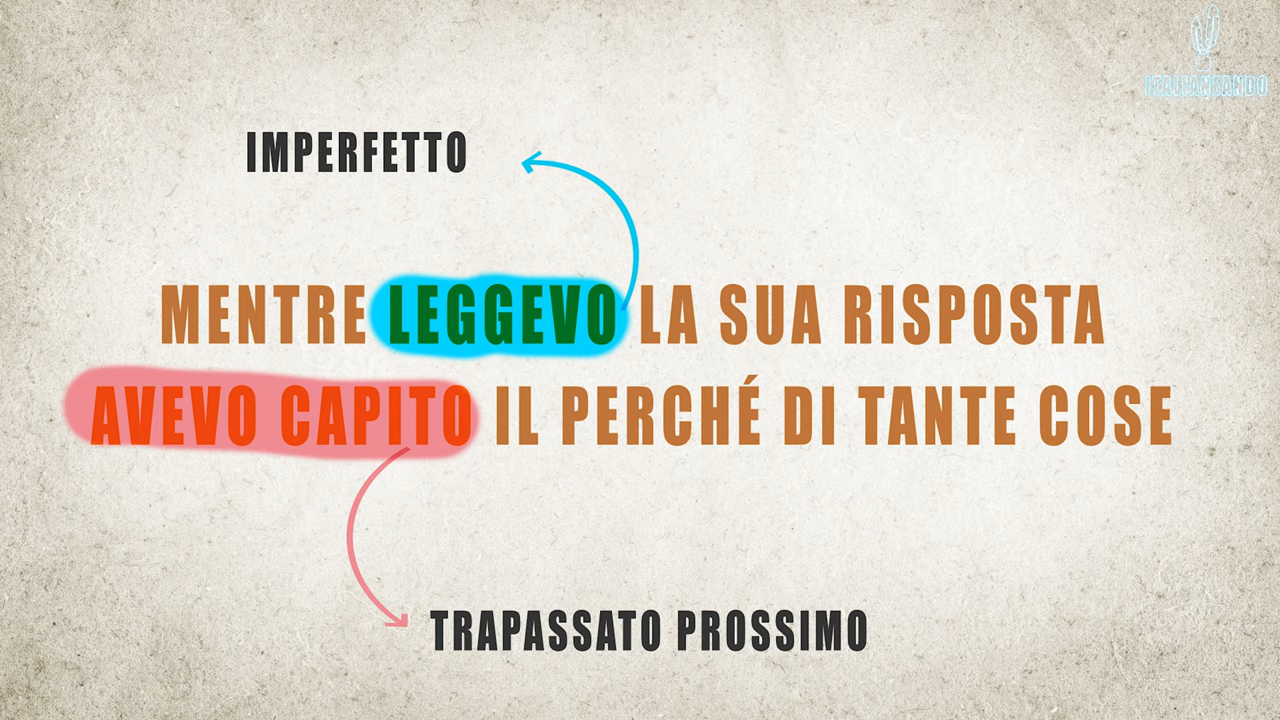 ITALIANEANDO
IMPERFETTO
MENTRE LEGGEVO LA SUA RISPOSTA
AVEVO CAPITO IL PERCHÉ DI TANTE COSE
TRAPASSATO PROSSIMO